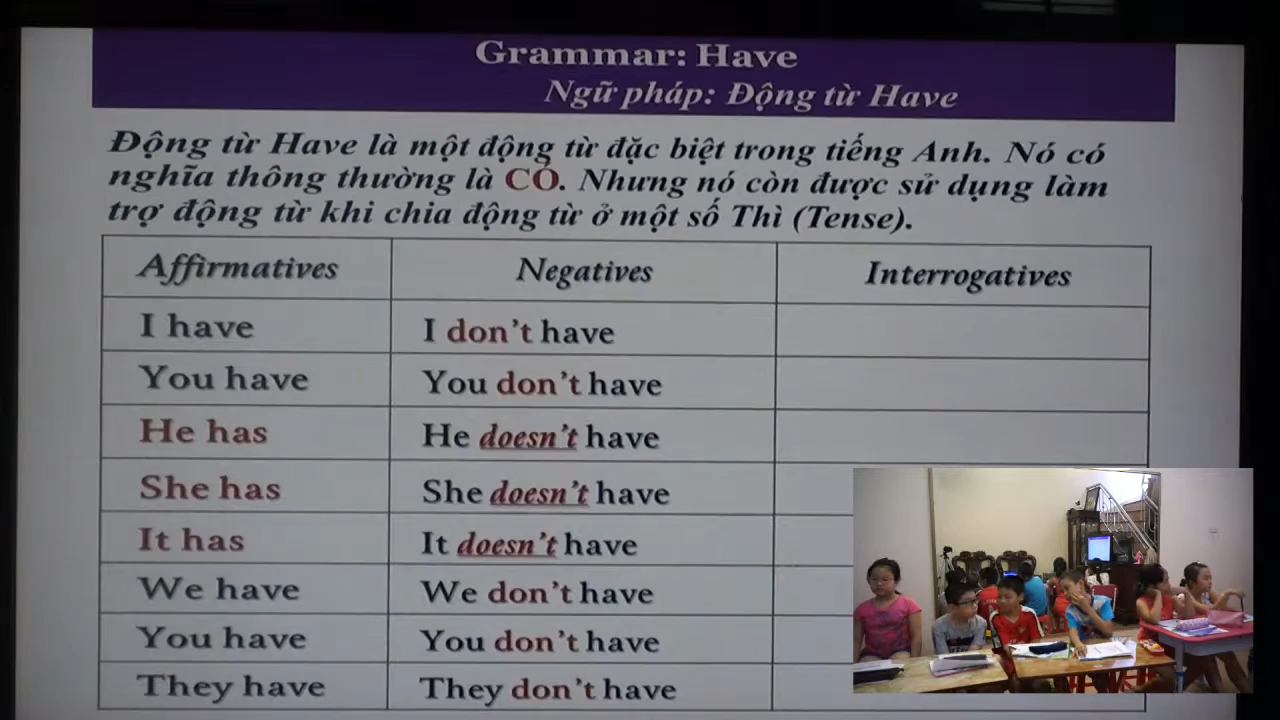 Grammar: Have
Ngữ pháp: Động từ Have
Động từ Have là một động từ đặc biệt trong tiếng Anh. Nó có
nghĩa thông thường là CÓ. Nhưng nó còn được sử dụng làm
trợ động từ khi chia động từ ở một số Thì (Tense).
Affirmatives Negatives Interrogatives
I have I don't have
You have You don't have
He has He doesn't have
She has She doesn't have
It has It doesn't have
We have We don't have
You have You don't have
They have They don't have